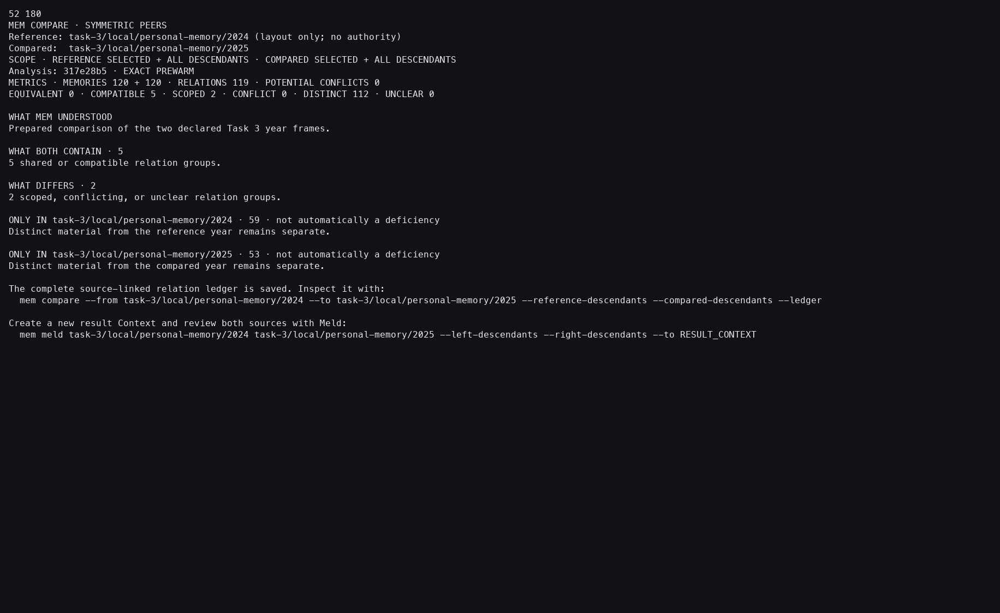 52 180
MEM COMPARE · SYMMETRIC PEERS
Reference: task-3/local/personal-memory/2024 (layout only; no authority)
Compared:  task-3/local/personal-memory/2025
SCOPE · REFERENCE SELECTED + ALL DESCENDANTS · COMPARED SELECTED + ALL DESCENDANTS
Analysis: 317e28b5 · EXACT PREWARM
METRICS · MEMORIES 120 + 120 · RELATIONS 119 · POTENTIAL CONFLICTS 0
EQUIVALENT 0 · COMPATIBLE 5 · SCOPED 2 · CONFLICT 0 · DISTINCT 112 · UNCLEAR 0
WHAT MEM UNDERSTOOD
Prepared comparison of the two declared Task 3 year frames.
WHAT BOTH CONTAIN · 5
5 shared or compatible relation groups.
WHAT DIFFERS · 2
2 scoped, conflicting, or unclear relation groups.
ONLY IN task-3/local/personal-memory/2024 · 59 · not automatically a deficiency
Distinct material from the reference year remains separate.
ONLY IN task-3/local/personal-memory/2025 · 53 · not automatically a deficiency
Distinct material from the compared year remains separate.
The complete source-linked relation ledger is saved. Inspect it with:
  mem compare --from task-3/local/personal-memory/2024 --to task-3/local/personal-memory/2025 --reference-descendants --compared-descendants --ledger
Create a new result Context and review both sources with Meld:
  mem meld task-3/local/personal-memory/2024 task-3/local/personal-memory/2025 --left-descendants --right-descendants --to RESULT_CONTEXT